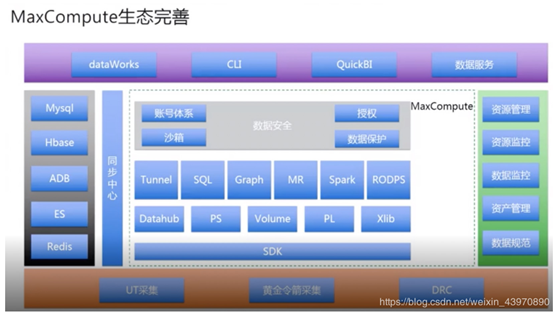 MaxCompute生态完善
dataWorks CLI QuickBI 数据服务
Mysql
Hbase
ADB
ES
Redis
同步中心
MaxCompute
账号体系 授权
数据安全
沙箱 数据保护
Tunnel SQL Graph MR Spark RODPS
Datahub PS Volume PL Xlib
SDK
资源管理
资源监控
数据监控
资产管理
数据规范
UT采集 黄金令箭采集 DRC
https://blog.csdn.net/weixin_43970890